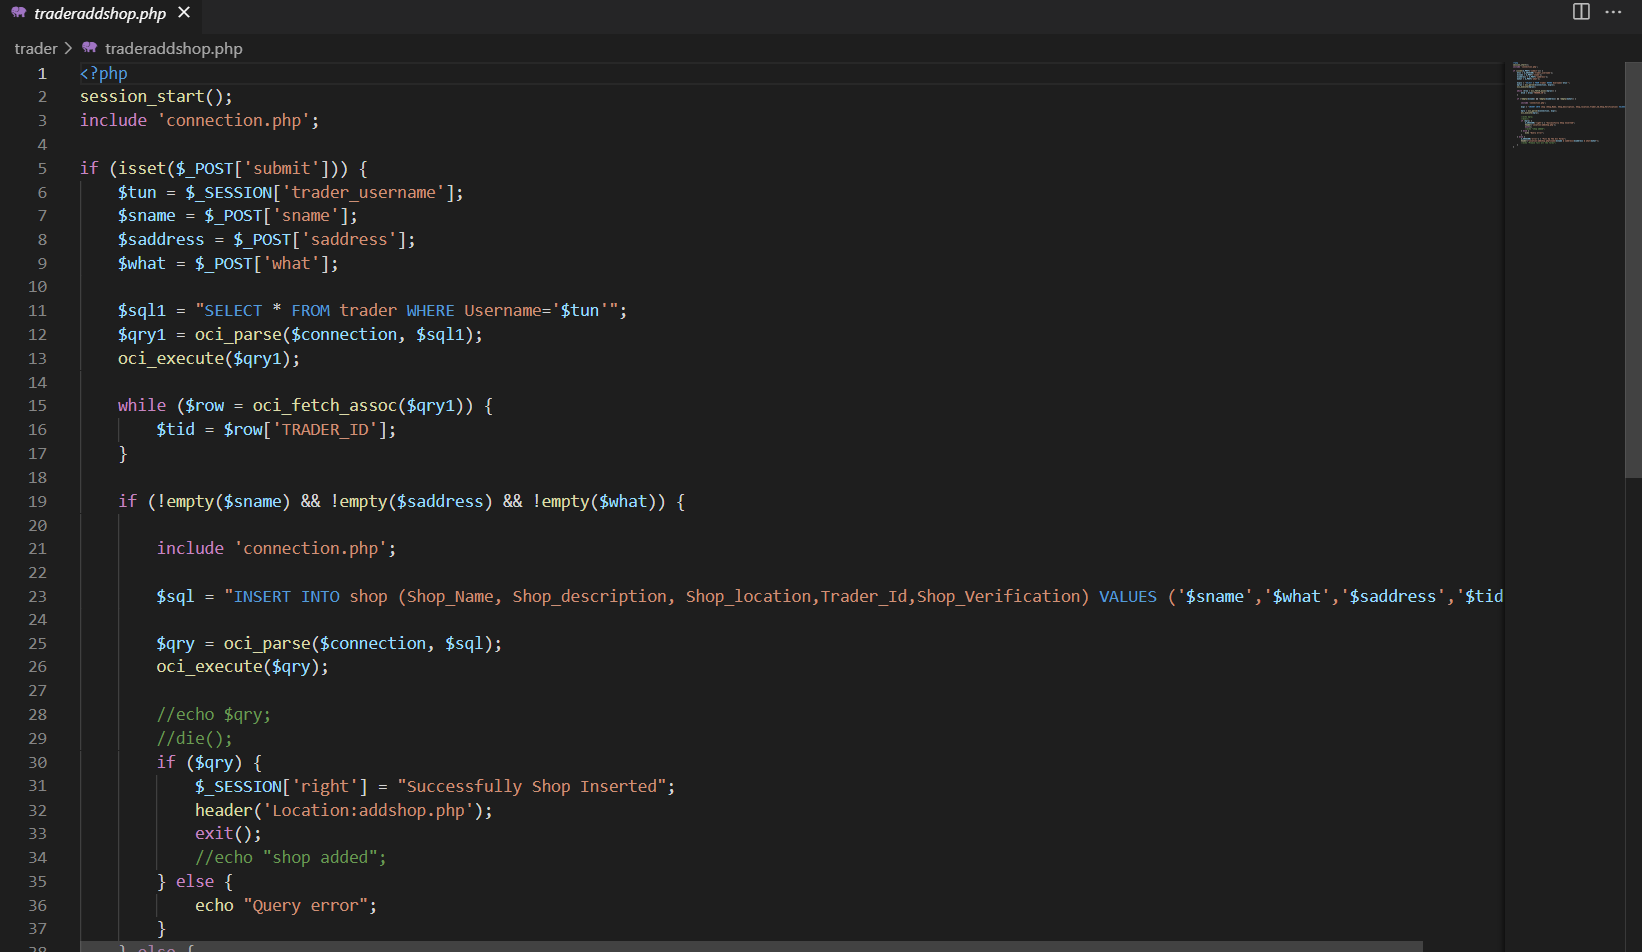 traderaddshop.php
trader > traderaddshop.php
1 <?php
2 session_start();
3 include 'connection.php';
4
5 if (isset($_POST['submit'])) {
6 $tun = $_SESSION['trader_username'];
7 $sname = $_POST['sname'];
8 $saddress = $_POST['saddress'];
9 $what = $_POST['what'];
10
11 $sql1 = "SELECT * FROM trader WHERE Username='$tun'";
12 $qry1 = oci_parse($connection, $sql1);
13 oci_execute($qry1);
14
15 while ($row = oci_fetch_assoc($qry1)) {
16 $tid = $row['TRADER_ID'];
17 }
18
19 if (!empty($sname) && !empty($saddress) && !empty($what)) {
20
21 include 'connection.php';
22
23 $sql = "INSERT INTO shop (Shop_Name, Shop_description, Shop_location,Trader_Id,Shop_Verification) VALUES ('$sname','$what','$saddress','$tid
24
25 $qry = oci_parse($connection, $sql);
26 oci_execute($qry);
27
28 //echo $qry;
29 //die();
30 if ($qry) {
31 $_SESSION['right'] = "Successfully Shop Inserted";
32 header('Location:addshop.php');
33 exit();
34 //echo "shop added";
35 } else {
36 echo "Query error";
37 }
38 } else {